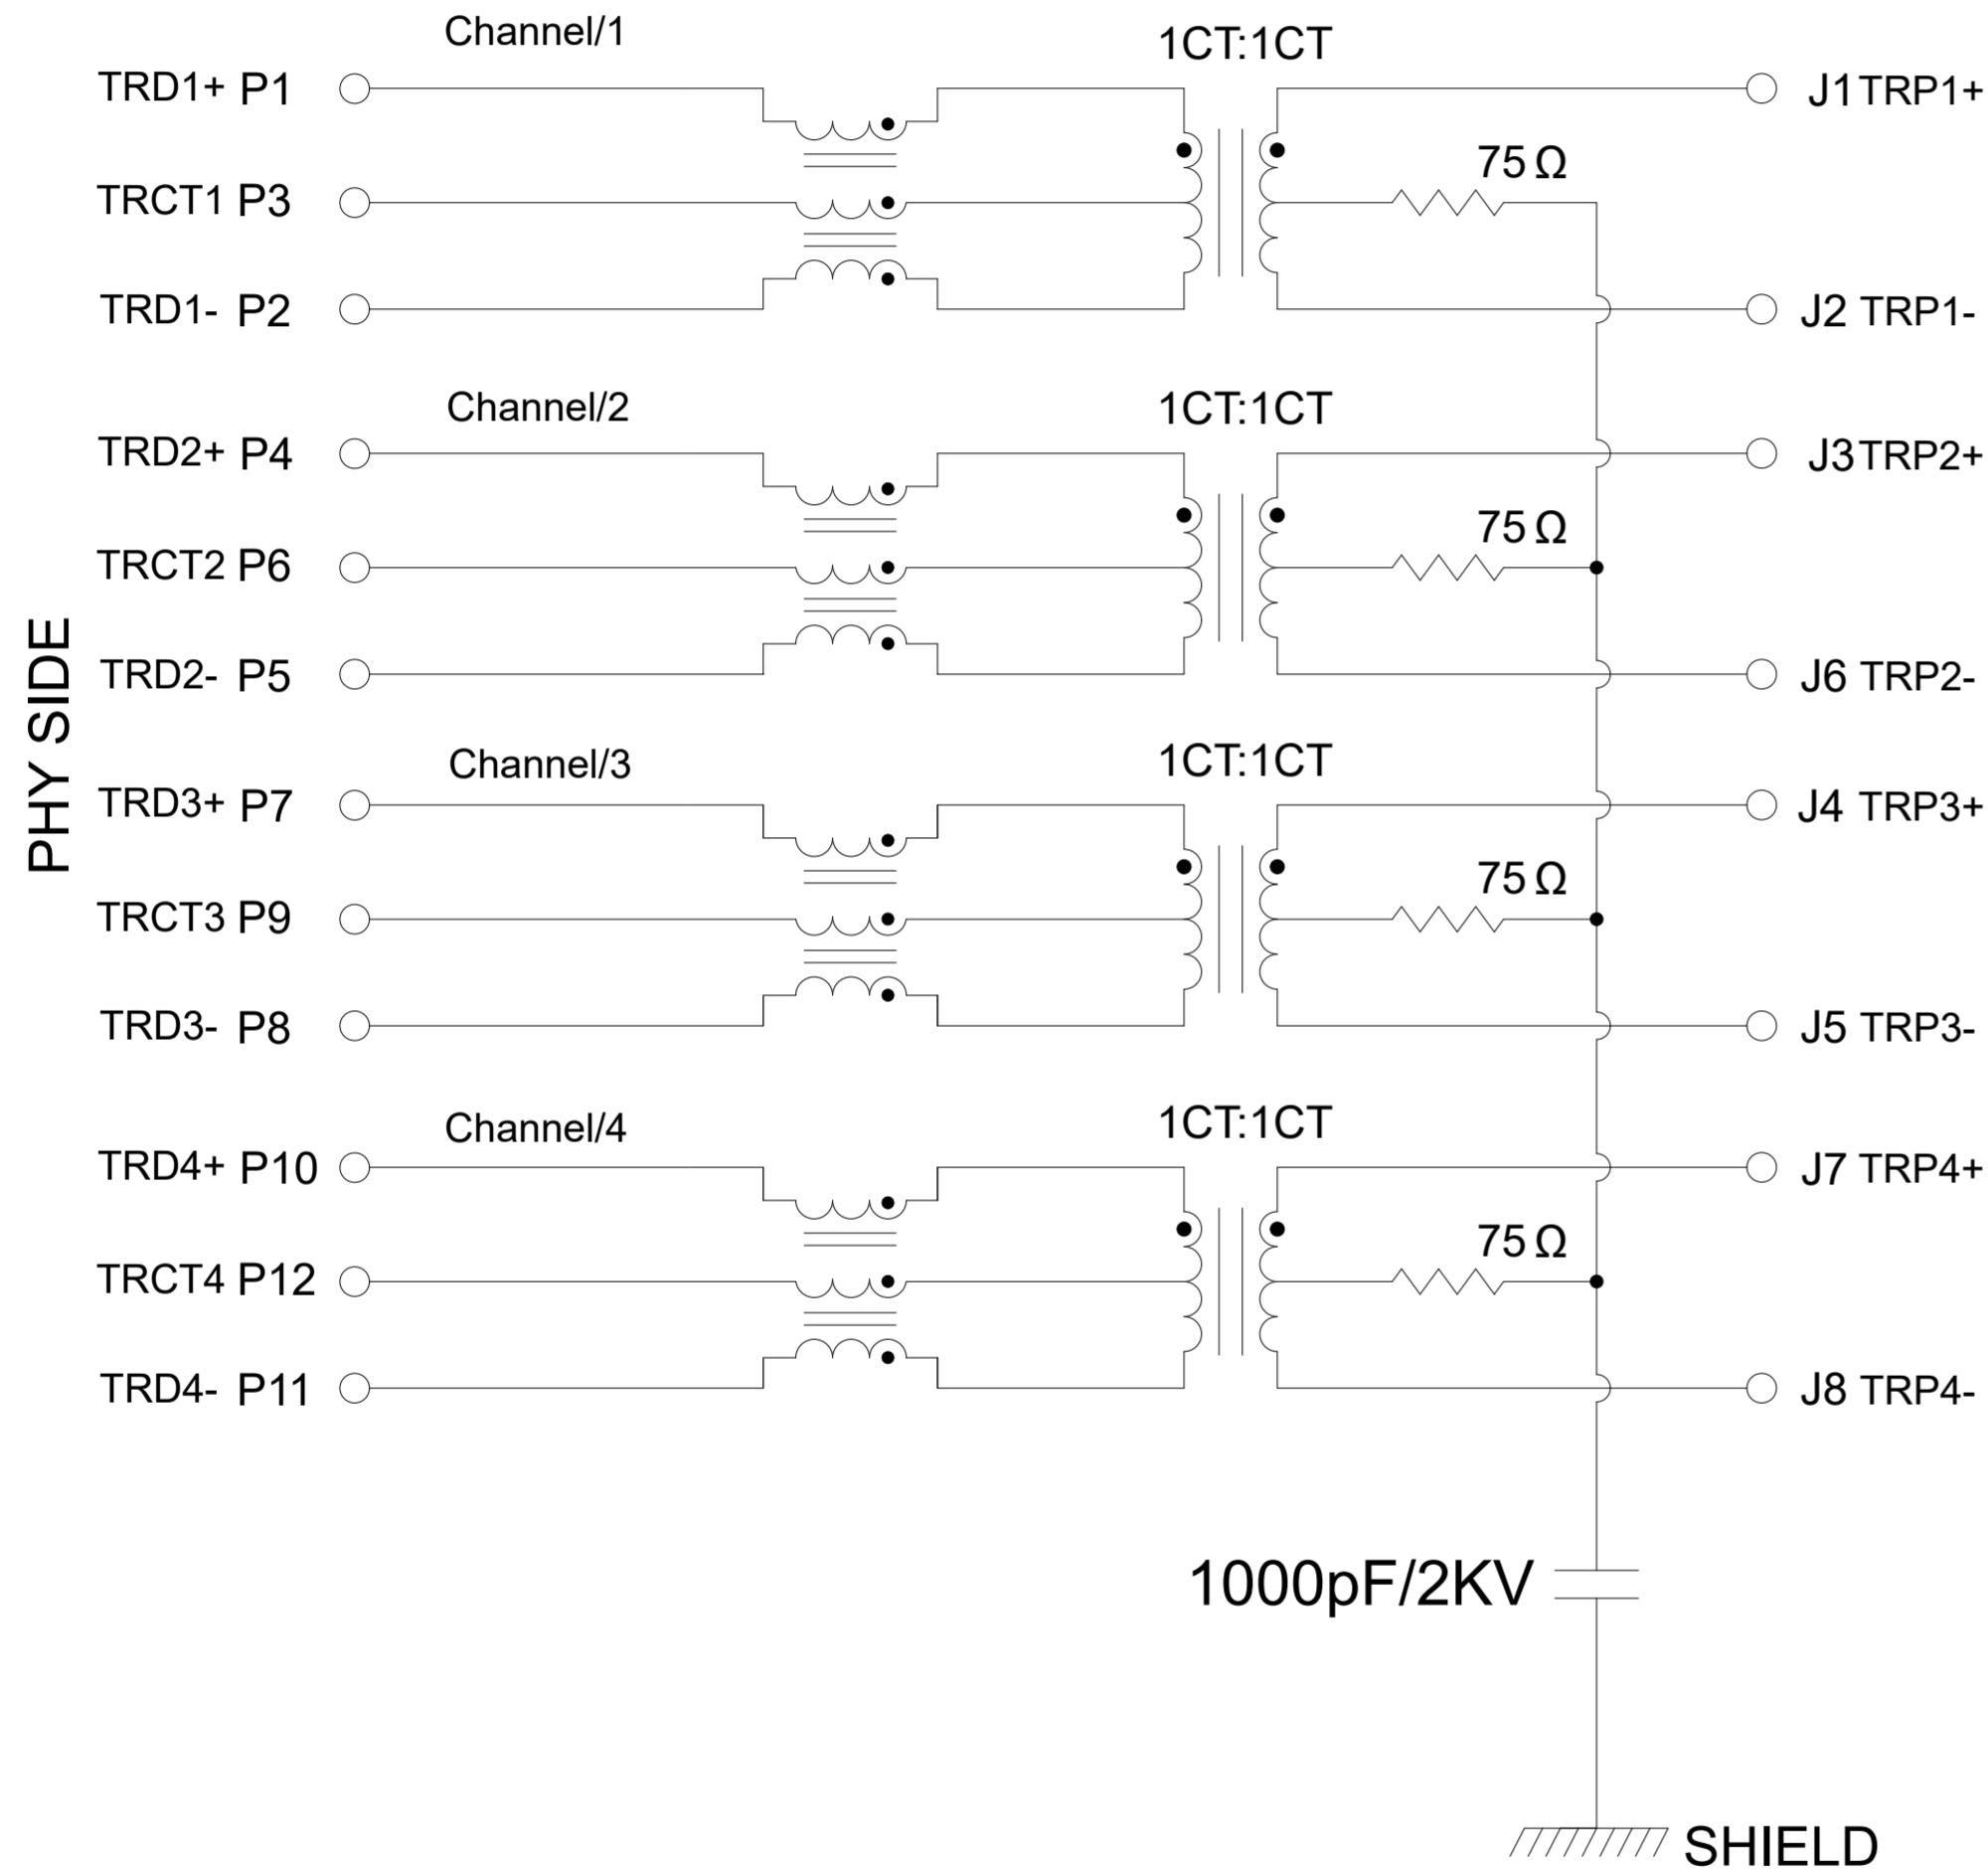 Channel/1
1CT:1CT
TRD1+ P1
J1 TRP1+
75 Ω
TRCT1 P3
TRD1- P2
J2 TRP1-
Channel/2
1CT:1CT
TRD2+ P4
J3 TRP2+
75 Ω
TRCT2 P6
TRD2- P5
J6 TRP2-
PHY SIDE
Channel/3
1CT:1CT
TRD3+ P7
J4 TRP3+
75 Ω
TRCT3 P9
TRD3- P8
J5 TRP3-
Channel/4
1CT:1CT
TRD4+ P10
J7 TRP4+
75 Ω
TRCT4 P12
TRD4- P11
J8 TRP4-
1000pF/2KV
SHIELD